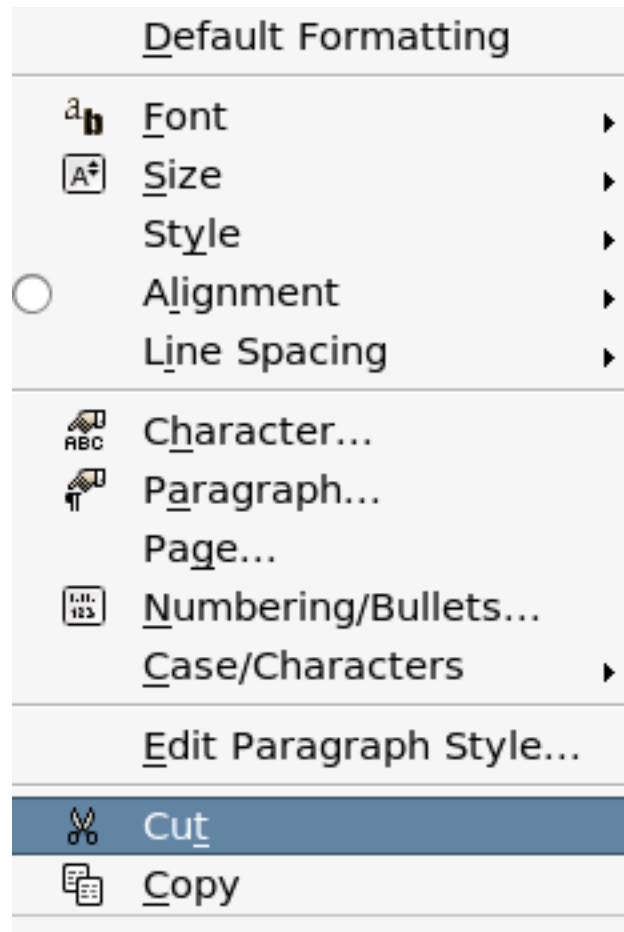 Default Formatting
Font
Size
Style
Alignment
Line Spacing
Character...
Paragraph...
Page...
Numbering/Bullets...
Case/Characters
Edit Paragraph Style...
Cut
Copy